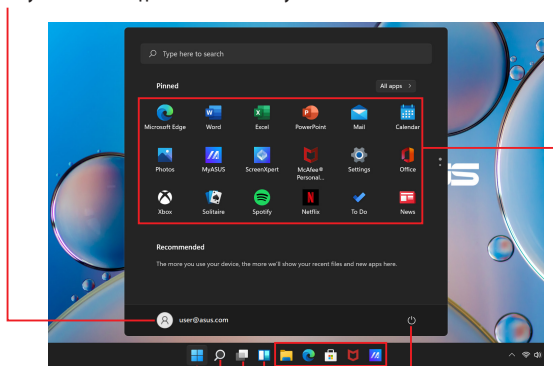 Type here to search
Pinned
All apps >
Microsoft Edge Word Excel PowerPoint Mail Calendar
Photos MyASUS ScreenXpert McAfee® Personal... Settings Office
Xbox Solitaire Spotify Netflix To Do News
Recommended
The more you use your device, the more we'll show your recent files and new apps here.
user@asus.com